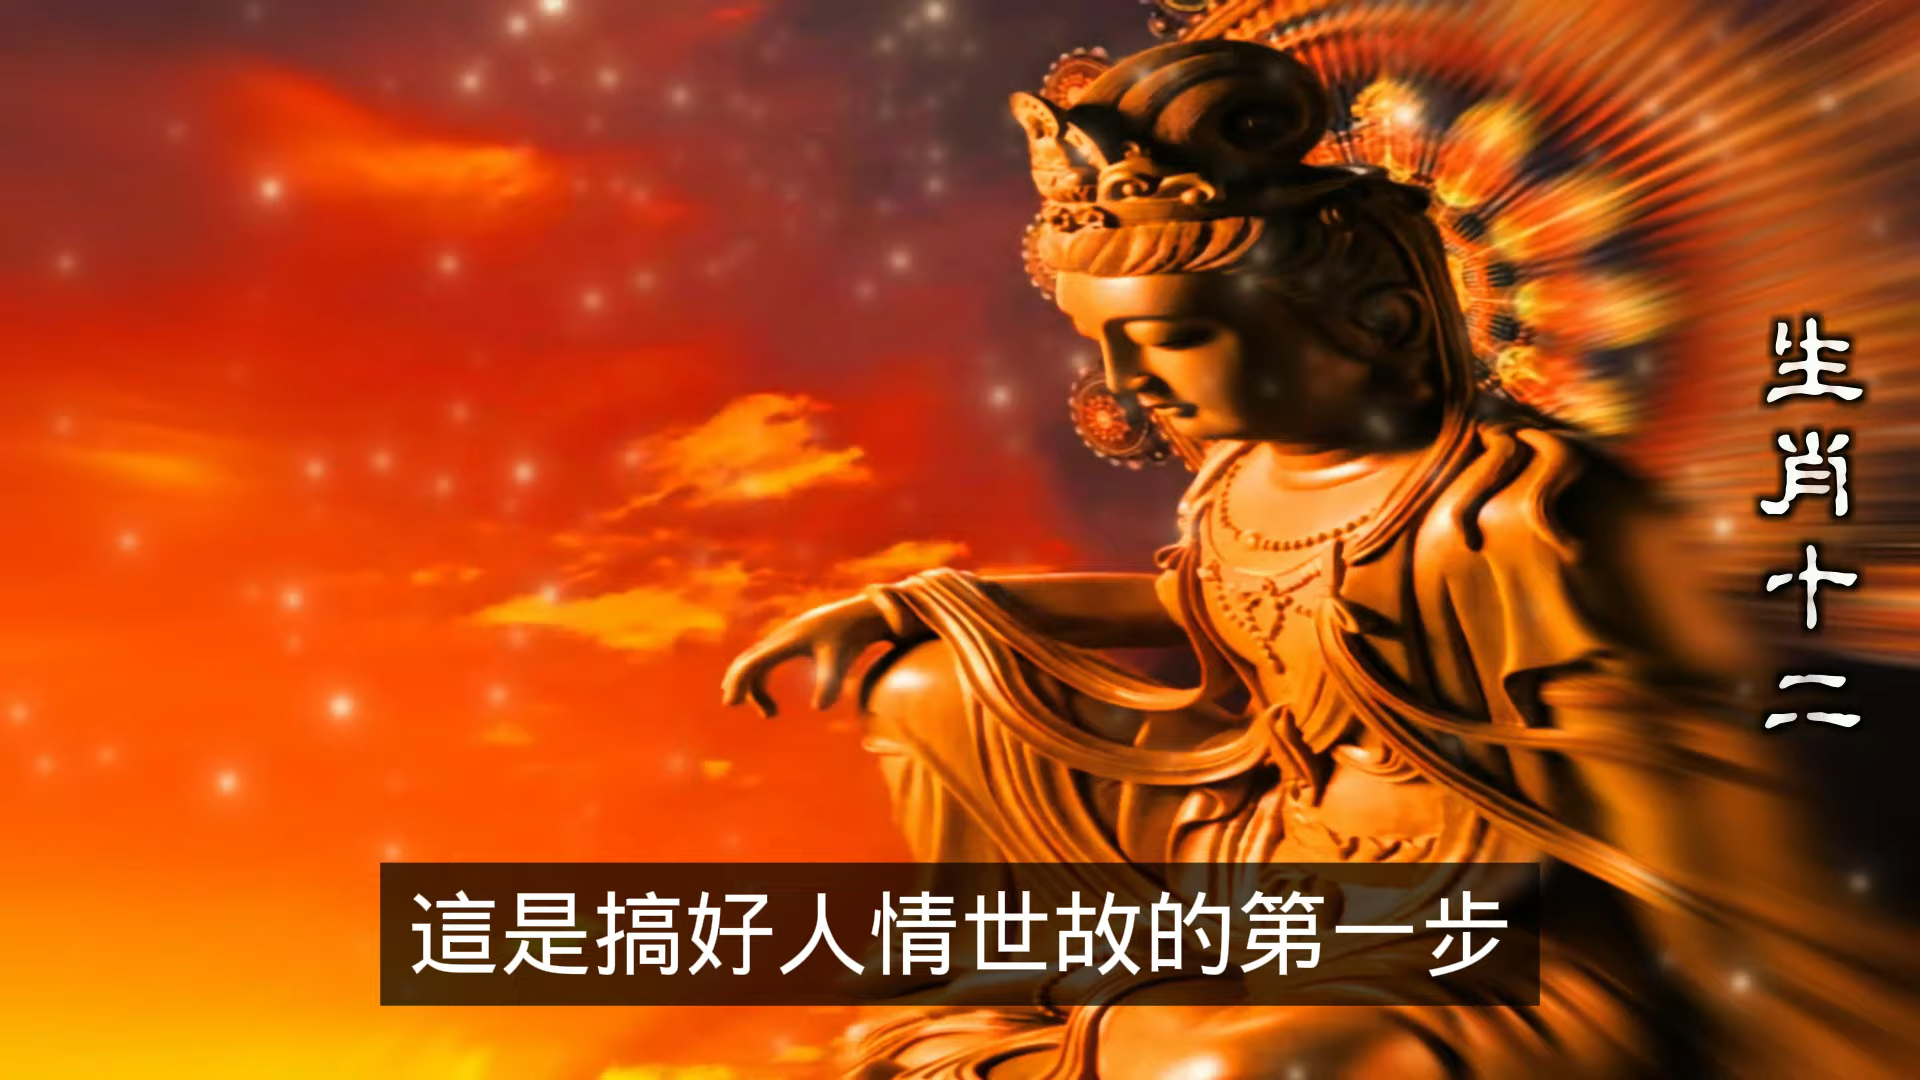 生肖十二
這是搞好人情世故的第一步